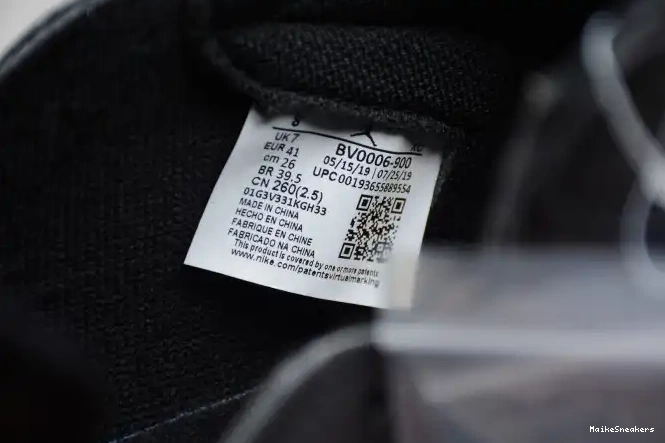 8
UK 7
EUR 41
cm 26
BR 39.5
CN 260(2.5)
01G3V331KGH33
MADE IN CHINA
HECHO EN CHINA
FABRIQUE EN CHINE
FABRICADO NA CHINA
This product is covered by one or more patents
www.nike.com/patentsvirtualmarking
BV0006-900
05/15/19 | 07/25/19
UPC00193655889554
MaikeSneakers